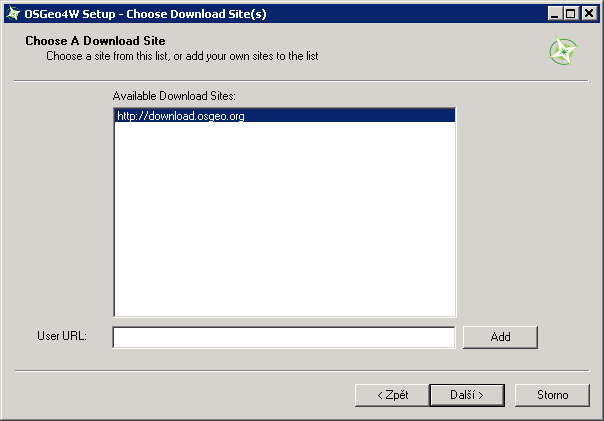 OSGeo4W Setup - Choose Download Site(s)
Choose A Download Site
Choose a site from this list, or add your own sites to the list
Available Download Sites:
http://download.osgeo.org
User URL:
Add
< Zpět
Další >
Storno